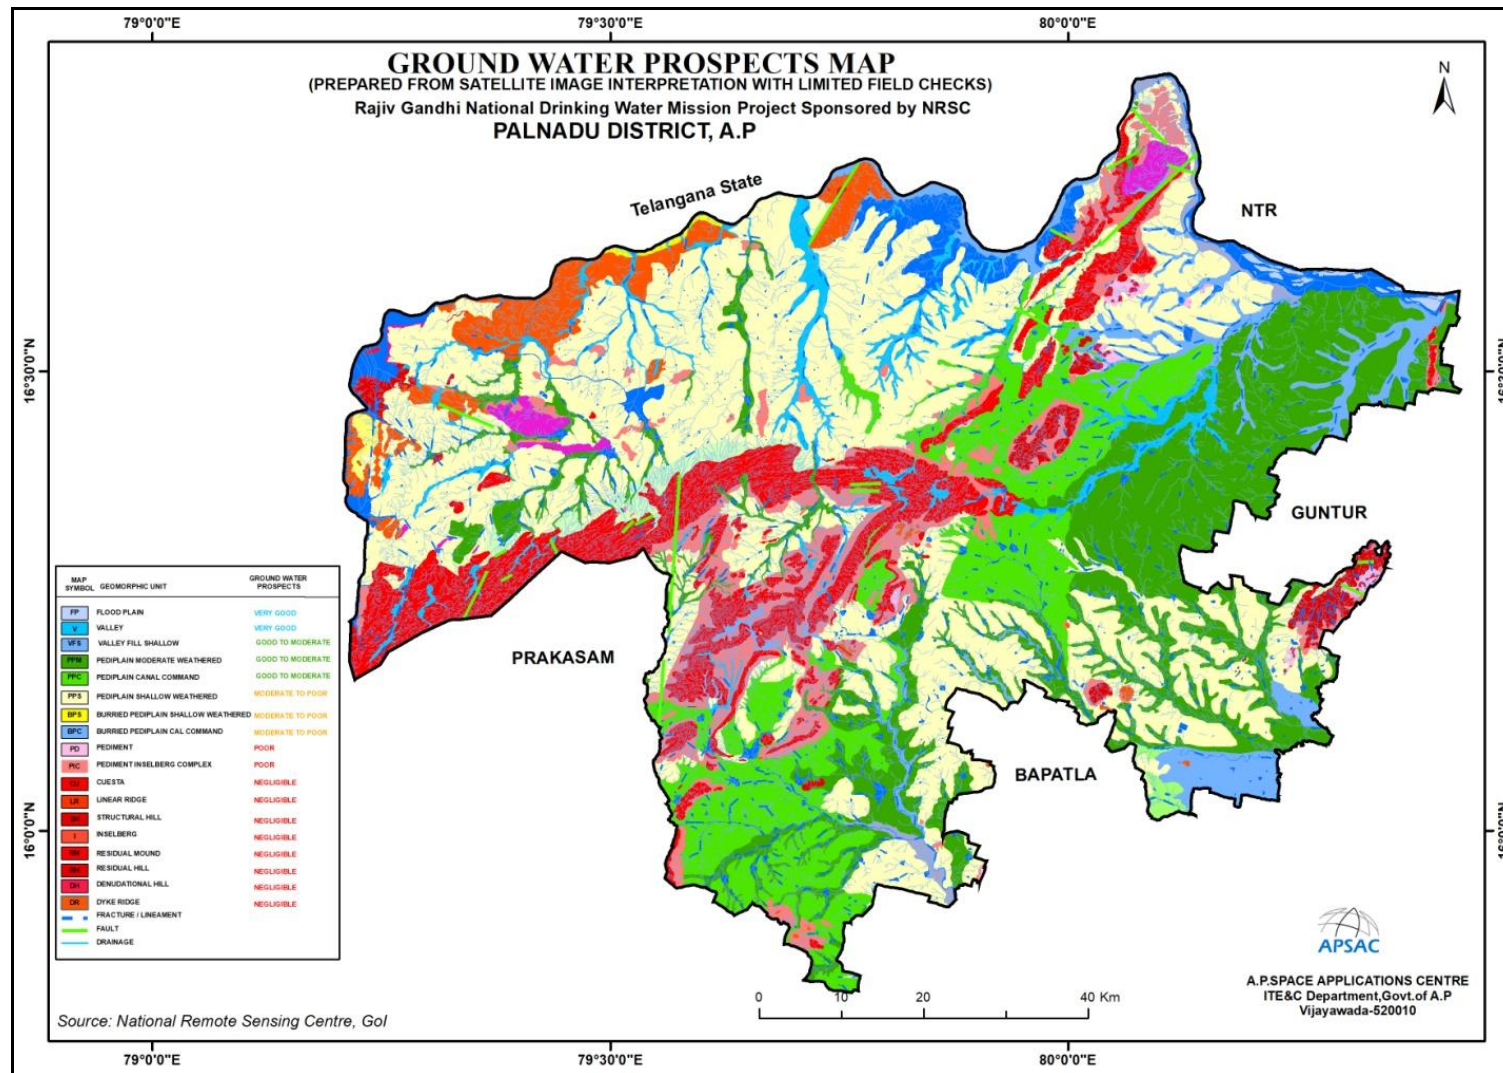 79°0'0"E 79°30'0"E 80°0'0"E
GROUND WATER PROSPECTS MAP
(PREPARED FROM SATELLITE IMAGE INTERPRETATION WITH LIMITED FIELD CHECKS)
Rajiv Gandhi National Drinking Water Mission Project Sponsored by NRSC
PALNADU DISTRICT, A.P
N
Telangana State
NTR
16°30'0"N 16°30'0"N
GUNTUR
PRAKASAM
BAPATLA
16°0'0"N 16°0'0"N
MAP SYMBOL GEOMORPHIC UNIT GROUND WATER PROSPECTS
FP FLOOD PLAIN VERY GOOD
V VALLEY VERY GOOD
VFS VALLEY FILL SHALLOW GOOD TO MODERATE
PPM PEDIPLAIN MODERATE WEATHERED GOOD TO MODERATE
PPC PEDIPLAIN CANAL COMMAND GOOD TO MODERATE
PPS PEDIPLAIN SHALLOW WEATHERED MODERATE TO POOR
BPS BURRIED PEDIPLAIN SHALLOW WEATHERED MODERATE TO POOR
BPC BURRIED PEDIPLAIN CAL COMMAND MODERATE TO POOR
PD PEDIMENT POOR
PIC PEDIMENT INSELBERG COMPLEX POOR
CU CUESTA NEGLIGIBLE
LR LINEAR RIDGE NEGLIGIBLE
SH STRUCTURAL HILL NEGLIGIBLE
I INSELBERG NEGLIGIBLE
RM RESIDUAL MOUND NEGLIGIBLE
RH RESIDUAL HILL NEGLIGIBLE
DH DENUDATIONAL HILL NEGLIGIBLE
DR DYKE RIDGE NEGLIGIBLE
FRACTURE / LINEAMENT
FAULT
DRAINAGE
Source: National Remote Sensing Centre, GoI
0 10 20 40 Km
APSAC
A.P.SPACE APPLICATIONS CENTRE
ITE&C Department,Govt.of A.P
Vijayawada-520010
79°0'0"E 79°30'0"E 80°0'0"E